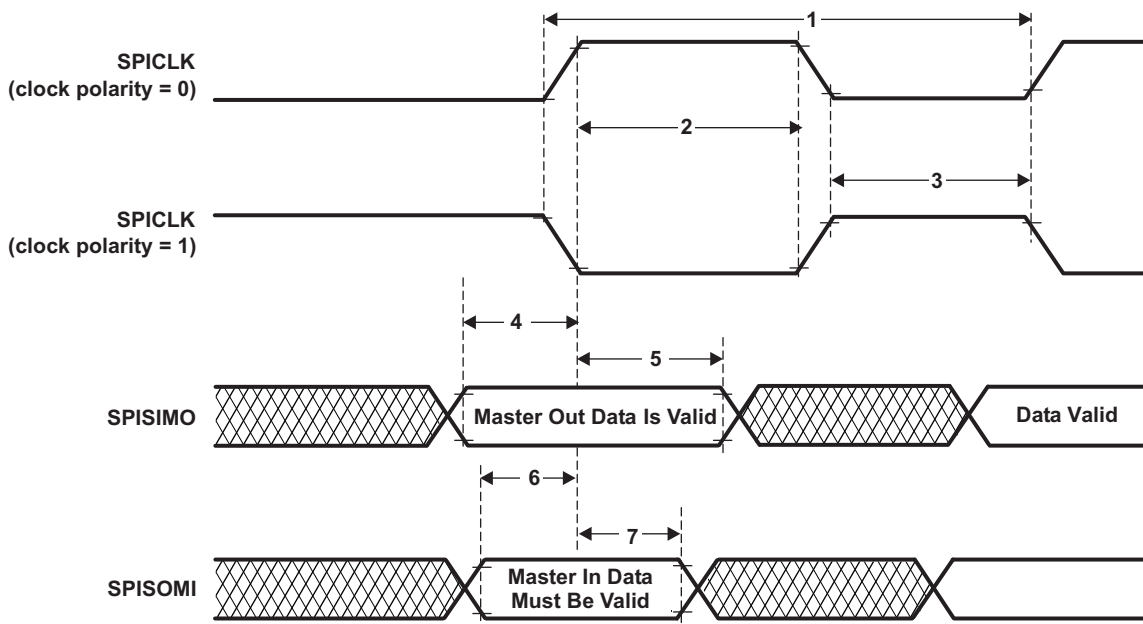 1
SPICLK
(clock polarity = 0)
2
3
SPICLK
(clock polarity = 1)
4
5
SPISIMO
Master Out Data Is Valid
Data Valid
6
7
SPISOMI
Master In Data
Must Be Valid